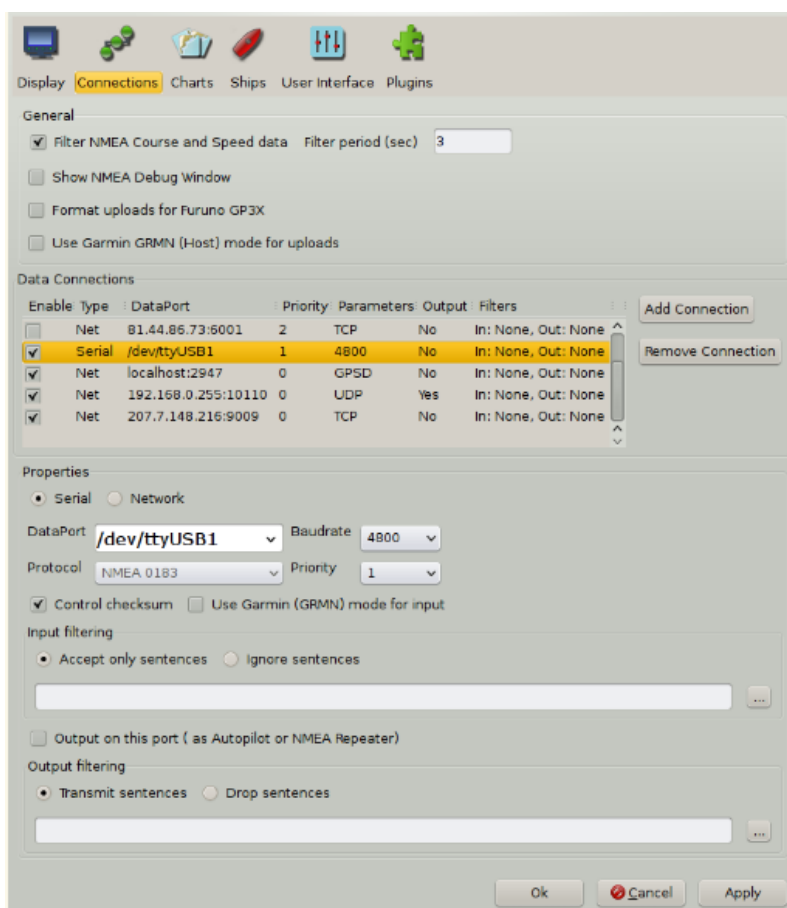 Display Connections Charts Ships User Interface Plugins
General
Filter NMEA Course and Speed data Filter period (sec) 3
Show NMEA Debug Window
Format uploads for Furuno GP3X
Use Garmin GRMN (Host) mode for uploads
Data Connections
Enable Type DataPort Priority Parameters Output Filters
Add Connection
Net 81.44.86.73:6001 2 TCP No In: None, Out: None
Serial /dev/ttyUSB1 1 4800 No In: None, Out: None
Remove Connection
Net localhost:2947 0 GPSD No In: None, Out: None
Net 192.168.0.255:10110 0 UDP Yes In: None, Out: None
Net 207.7.148.216:9009 0 TCP No In: None, Out: None
Properties
Serial Network
DataPort /dev/ttyUSB1 Baudrate 4800
Protocol NMEA 0183 Priority 1
Control checksum Use Garmin (GRMN) mode for input
Input filtering
Accept only sentences Ignore sentences
...
Output on this port ( as Autopilot or NMEA Repeater)
Output filtering
Transmit sentences Drop sentences
...
Ok Cancel Apply